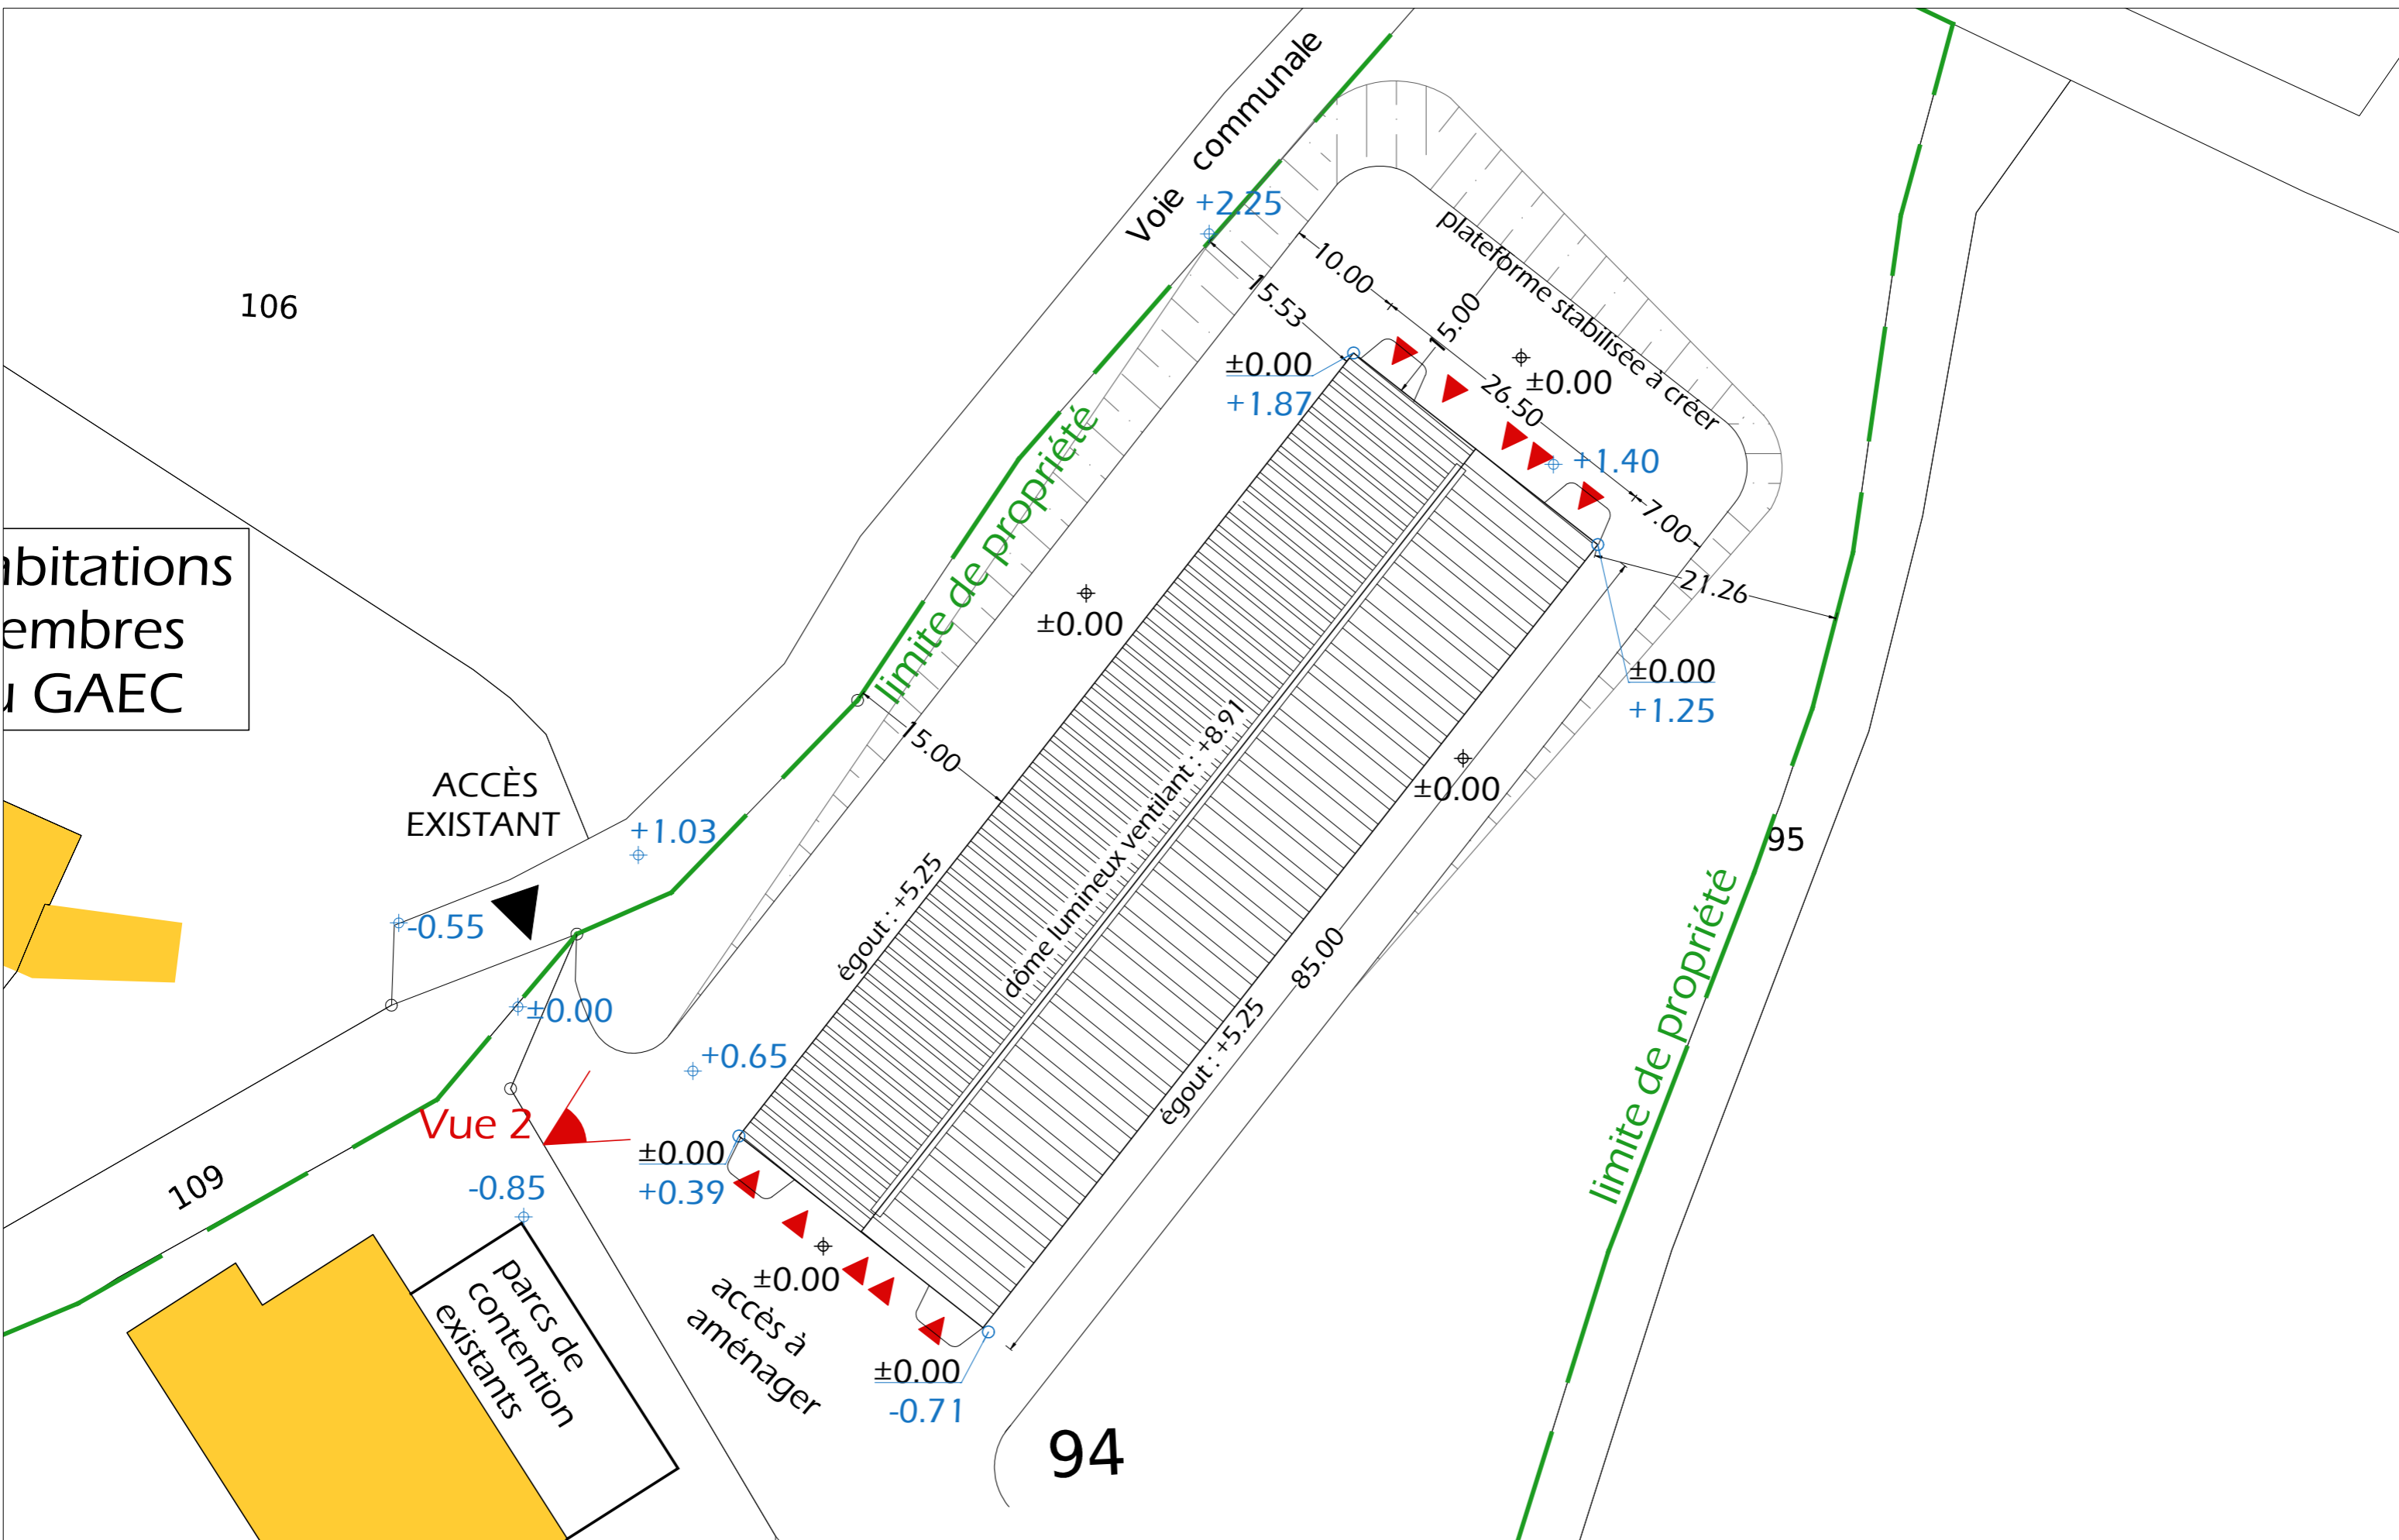 Voie communale
+2.25
10.00
15.53
15.00
plateforme stabilisée à créer
±0.00
26.50
+1.40
7.00
21.26
±0.00
+1.87
106
limite de propriété
±0.00
abitations
embres
u GAEC
±0.00
+1.25
15.00
±0.00
ACCÈS
EXISTANT
+1.03
-0.55
±0.00
+0.65
égout : +5.25
dôme lumineux ventilant : +8.91
85.00
égout : +5.25
95
limite de propriété
Vue 2
109
-0.85
±0.00
+0.39
±0.00
accès à
aménager
±0.00
-0.71
parcs de
contention
existants
94